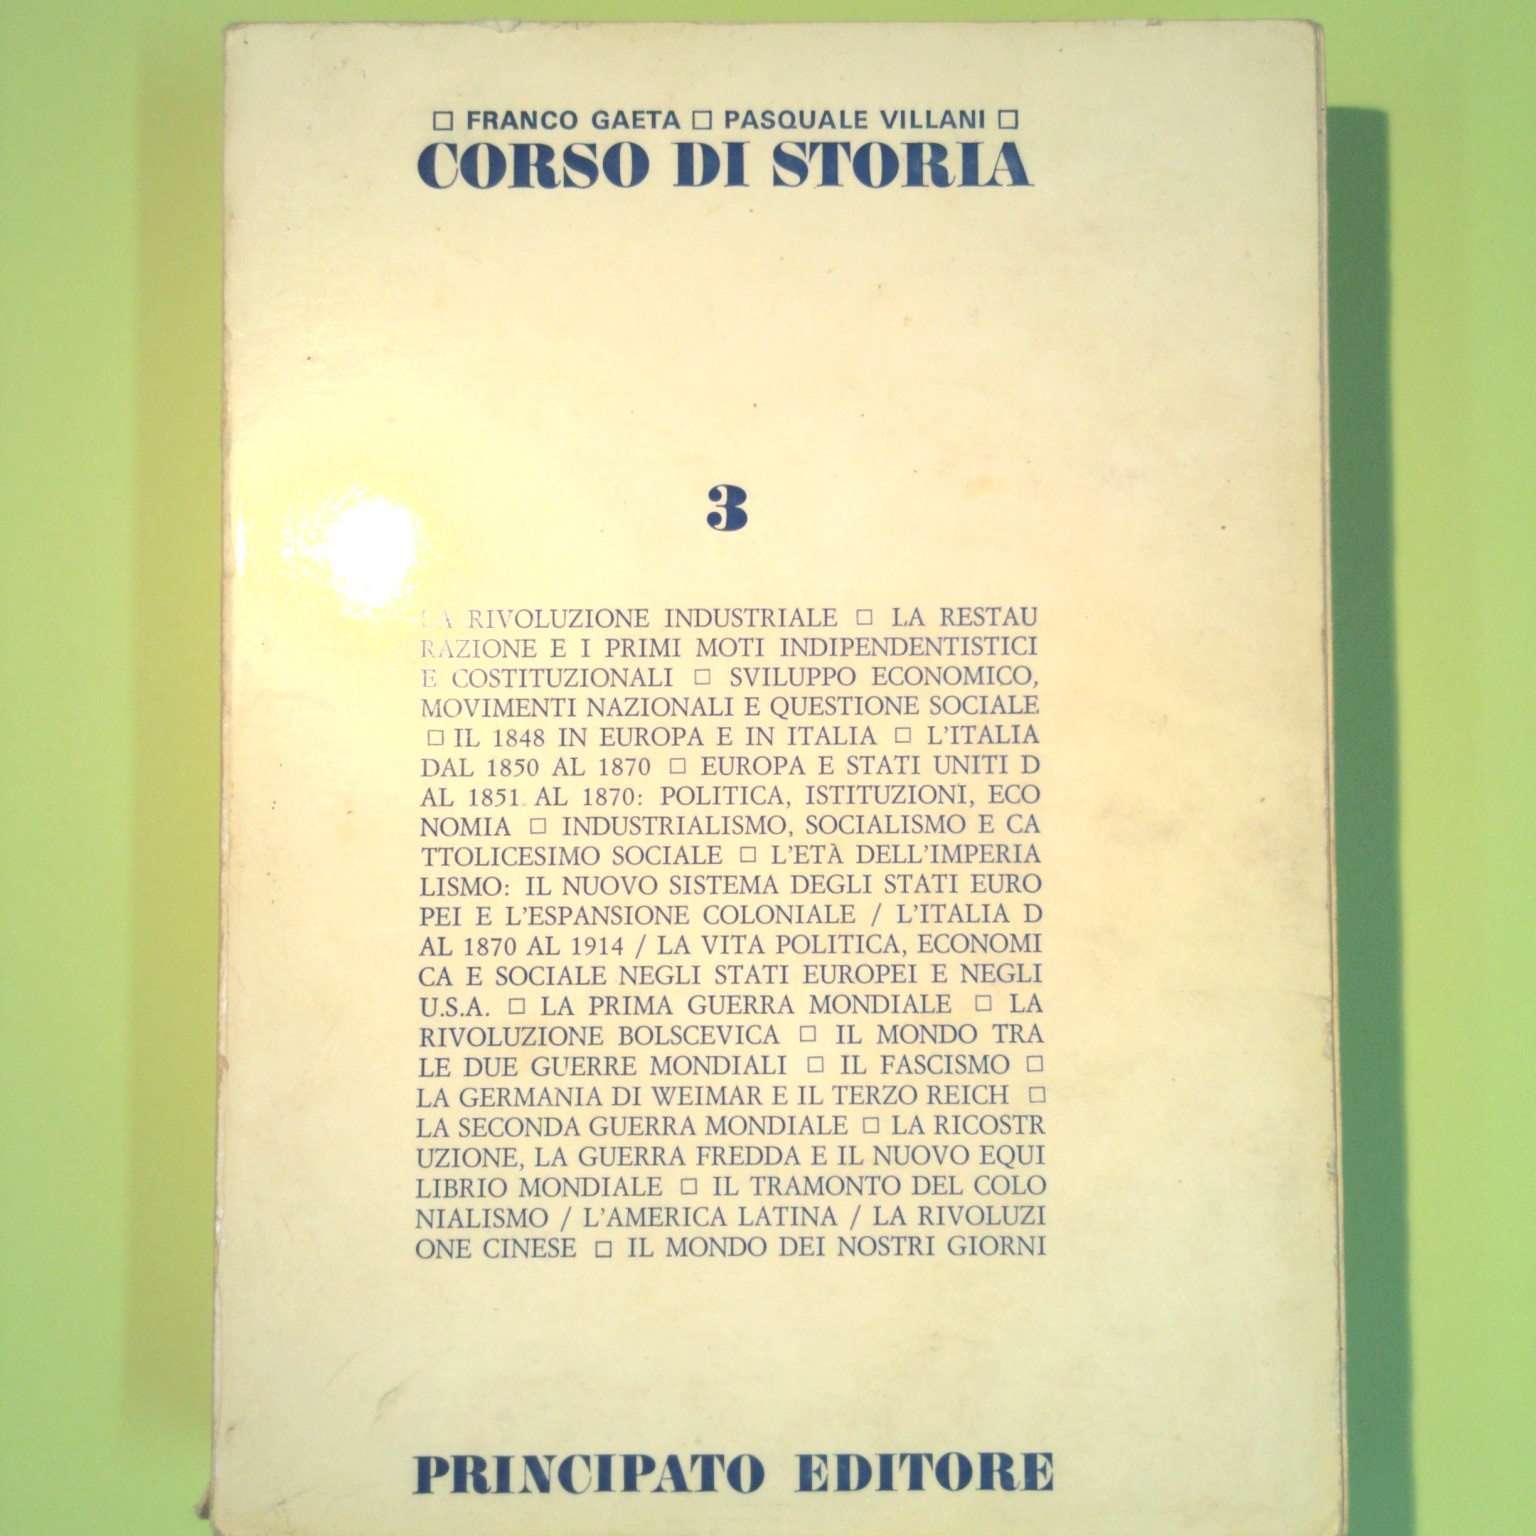 □ FRANCO GAETA □ PASQUALE VILLANI □
CORSO DI STORIA
3
LA RIVOLUZIONE INDUSTRIALE □ LA RESTAU
RAZIONE E I PRIMI MOTI INDIPENDENTISTICI
E COSTITUZIONALI □ SVILUPPO ECONOMICO,
MOVIMENTI NAZIONALI E QUESTIONE SOCIALE
□ IL 1848 IN EUROPA E IN ITALIA □ L'ITALIA
DAL 1850 AL 1870 □ EUROPA E STATI UNITI D
AL 1851 AL 1870: POLITICA, ISTITUZIONI, ECO
NOMIA □ INDUSTRIALISMO, SOCIALISMO E CA
TTOLICESIMO SOCIALE □ L'ETÀ DELL'IMPERIA
LISMO: IL NUOVO SISTEMA DEGLI STATI EURO
PEI E L'ESPANSIONE COLONIALE / L'ITALIA D
AL 1870 AL 1914 / LA VITA POLITICA, ECONOMI
CA E SOCIALE NEGLI STATI EUROPEI E NEGLI
U.S.A. □ LA PRIMA GUERRA MONDIALE □ LA
RIVOLUZIONE BOLSCEVICA □ IL MONDO TRA
LE DUE GUERRE MONDIALI □ IL FASCISMO □
LA GERMANIA DI WEIMAR E IL TERZO REICH □
LA SECONDA GUERRA MONDIALE □ LA RICOSTR
UZIONE, LA GUERRA FREDDA E IL NUOVO EQUI
LIBRIO MONDIALE □ IL TRAMONTO DEL COLO
NIALISMO / L'AMERICA LATINA / LA RIVOLUZI
ONE CINESE □ IL MONDO DEI NOSTRI GIORNI
PRINCIPATO EDITORE